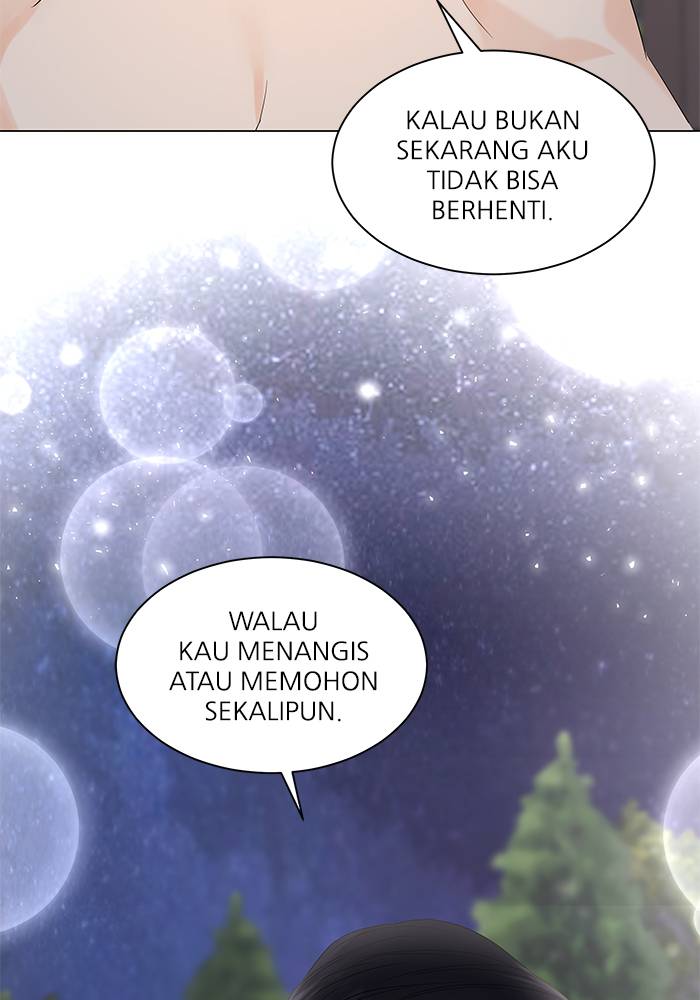 KALAU BUKAN
SEKARANG AKU
TIDAK BISA
BERHENTI.
WALAU
KAU MENANGIS
ATAU MEMOHON
SEKALIPUN.